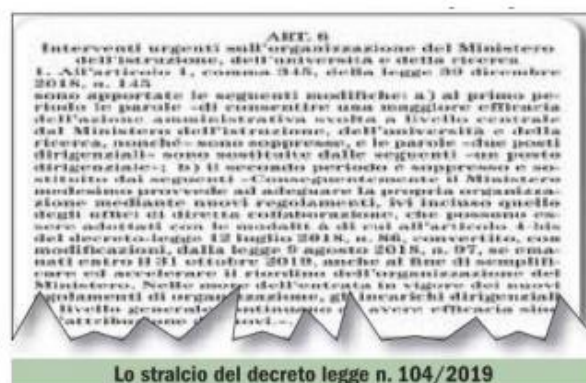 ART. 6
Interventi urgenti sull'organizzazione del Ministero
dell'istruzione, dell'università e della ricerca
1. All'articolo 1, comma 345, della legge 30 dicembre
2018, n. 145
sono apportate le seguenti modifiche: a) al primo pe-
riodo le parole «di consentire una maggiore efficacia
dell'azione amministrativa svolta a livello centrale
dal Ministero dell'istruzione, dell'università e della
ricerca, nonché» sono soppresse, e le parole «due posti
dirigenziali» sono sostituite dalle seguenti «un posto
dirigenziale»; b) il secondo periodo è soppresso e so-
stituito dai seguenti «Conseguentemente il Ministero
medesimo provvede ad adeguare la propria organizza-
zione mediante nuovi regolamenti, ivi incluso quello
degli uffici di diretta collaborazione, che possono es-
sere adottati con le modalità di cui all'articolo 4-bis
del decreto-legge 12 luglio 2018, n. 86, convertito, con
modificazioni, dalla legge 9 agosto 2018, n. 97, se ema-
nati entro il 31 ottobre 2019, anche al fine di semplifi-
care ed accelerare il riordino dell'organizzazione del
Ministero. Nelle more dell'entrata in vigore dei nuovi
regolamenti di organizzazione, gli incarichi dirigenziali
livello generale continuano ad avere efficacia sino
all'attribuzione nuovi».
Lo stralcio del decreto legge n. 104/2019